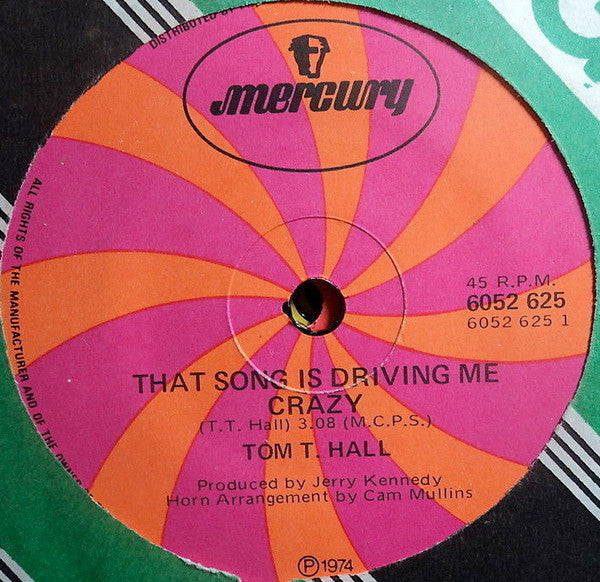 DISTRIBUTED
mercury
ALL RIGHTS OF THE MANUFACTURER AND OF THE
45 R.P.M.
6052 625
6052 625 1
THAT SONG IS DRIVING ME
CRAZY
(T.T. Hall) 3.08 (M.C.P.S.)
TOM T. HALL
Produced by Jerry Kennedy
Horn Arrangement by Cam Mullins
Ⓟ 1974